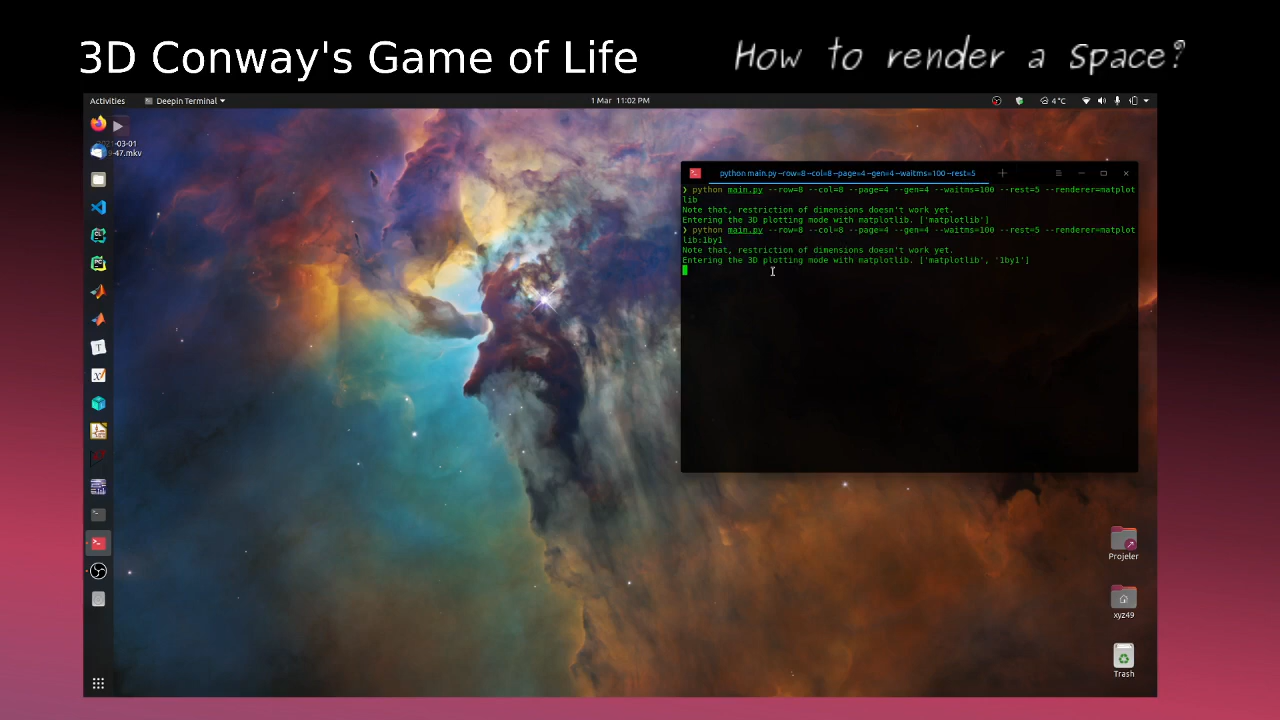 3D Conway's Game of Life
How to render a Space?
Activities
Deepin Terminal
1 Mar 11:02 PM
4 °C
-03-01
-47.mkv
python main.py --row=8 --col=8 --page=4 --gen=4 --waitms=100 --rest=5
❯ python main.py --row=8 --col=8 --page=4 --gen=4 --waitms=100 --rest=5 --renderer=matplot
lib
Note that, restriction of dimensions doesn't work yet.
Entering the 3D plotting mode with matplotlib. ['matplotlib']
❯ python main.py --row=8 --col=8 --page=4 --gen=4 --waitms=100 --rest=5 --renderer=matplot
lib:1by1
Note that, restriction of dimensions doesn't work yet.
Entering the 3D plotting mode with matplotlib. ['matplotlib', '1by1']
Projeler
xyz49
Trash